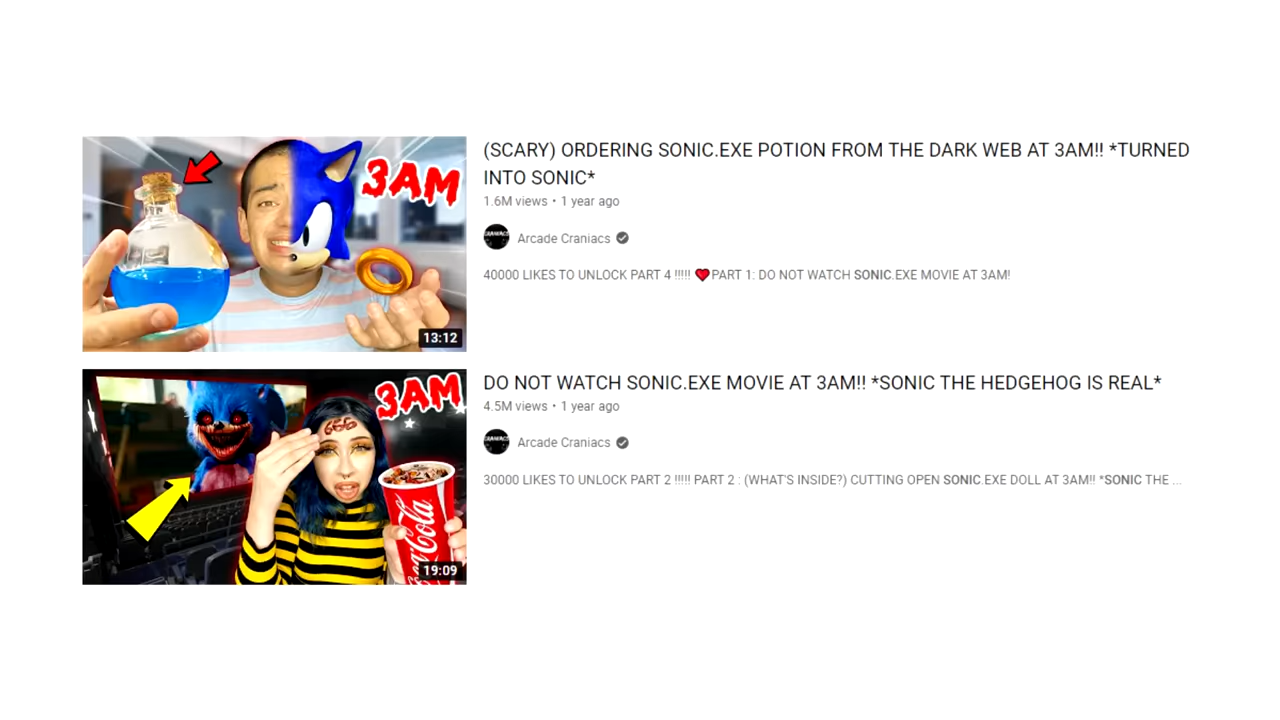 3AM
13:12
(SCARY) ORDERING SONIC.EXE POTION FROM THE DARK WEB AT 3AM!! *TURNED
INTO SONIC*
1.6M views • 1 year ago
CRANIACS
Arcade Craniacs
40000 LIKES TO UNLOCK PART 4 !!!!! ❤️PART 1: DO NOT WATCH SONIC.EXE MOVIE AT 3AM!
3AM
666
Coca-Cola
19:09
DO NOT WATCH SONIC.EXE MOVIE AT 3AM!! *SONIC THE HEDGEHOG IS REAL*
4.5M views • 1 year ago
CRANIACS
Arcade Craniacs
30000 LIKES TO UNLOCK PART 2 !!!!! PART 2 : (WHAT'S INSIDE?) CUTTING OPEN SONIC.EXE DOLL AT 3AM!! *SONIC THE ...